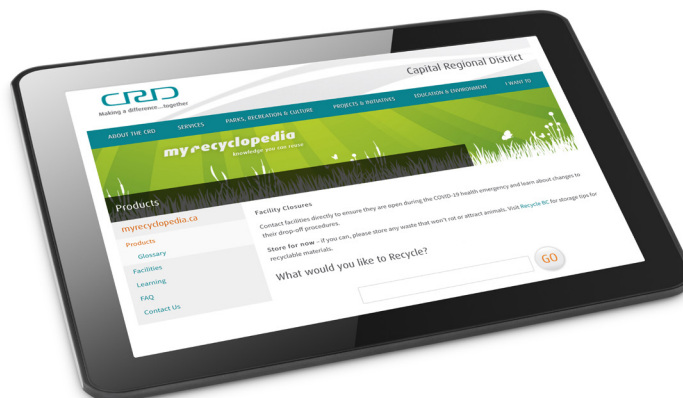 CRD
Making a difference...together
Capital Regional District
ABOUT THE CRD
SERVICES
PARKS, RECREATION & CULTURE
PROJECTS & INITIATIVES
EDUCATION & ENVIRONMENT
I WANT TO
myrecyclopedia
knowledge you can reuse
Products
myrecyclopedia.ca
Products
Glossary
Facilities
Learning
FAQ
Contact Us
Facility Closures
Contact facilities directly to ensure they are open during the COVID-19 health emergency and learn about changes to
their drop-off procedures.
Store for now – if you can, please store any waste that won't rot or attract animals. Visit Recycle BC for storage tips for
recyclable materials.
What would you like to Recycle?
GO